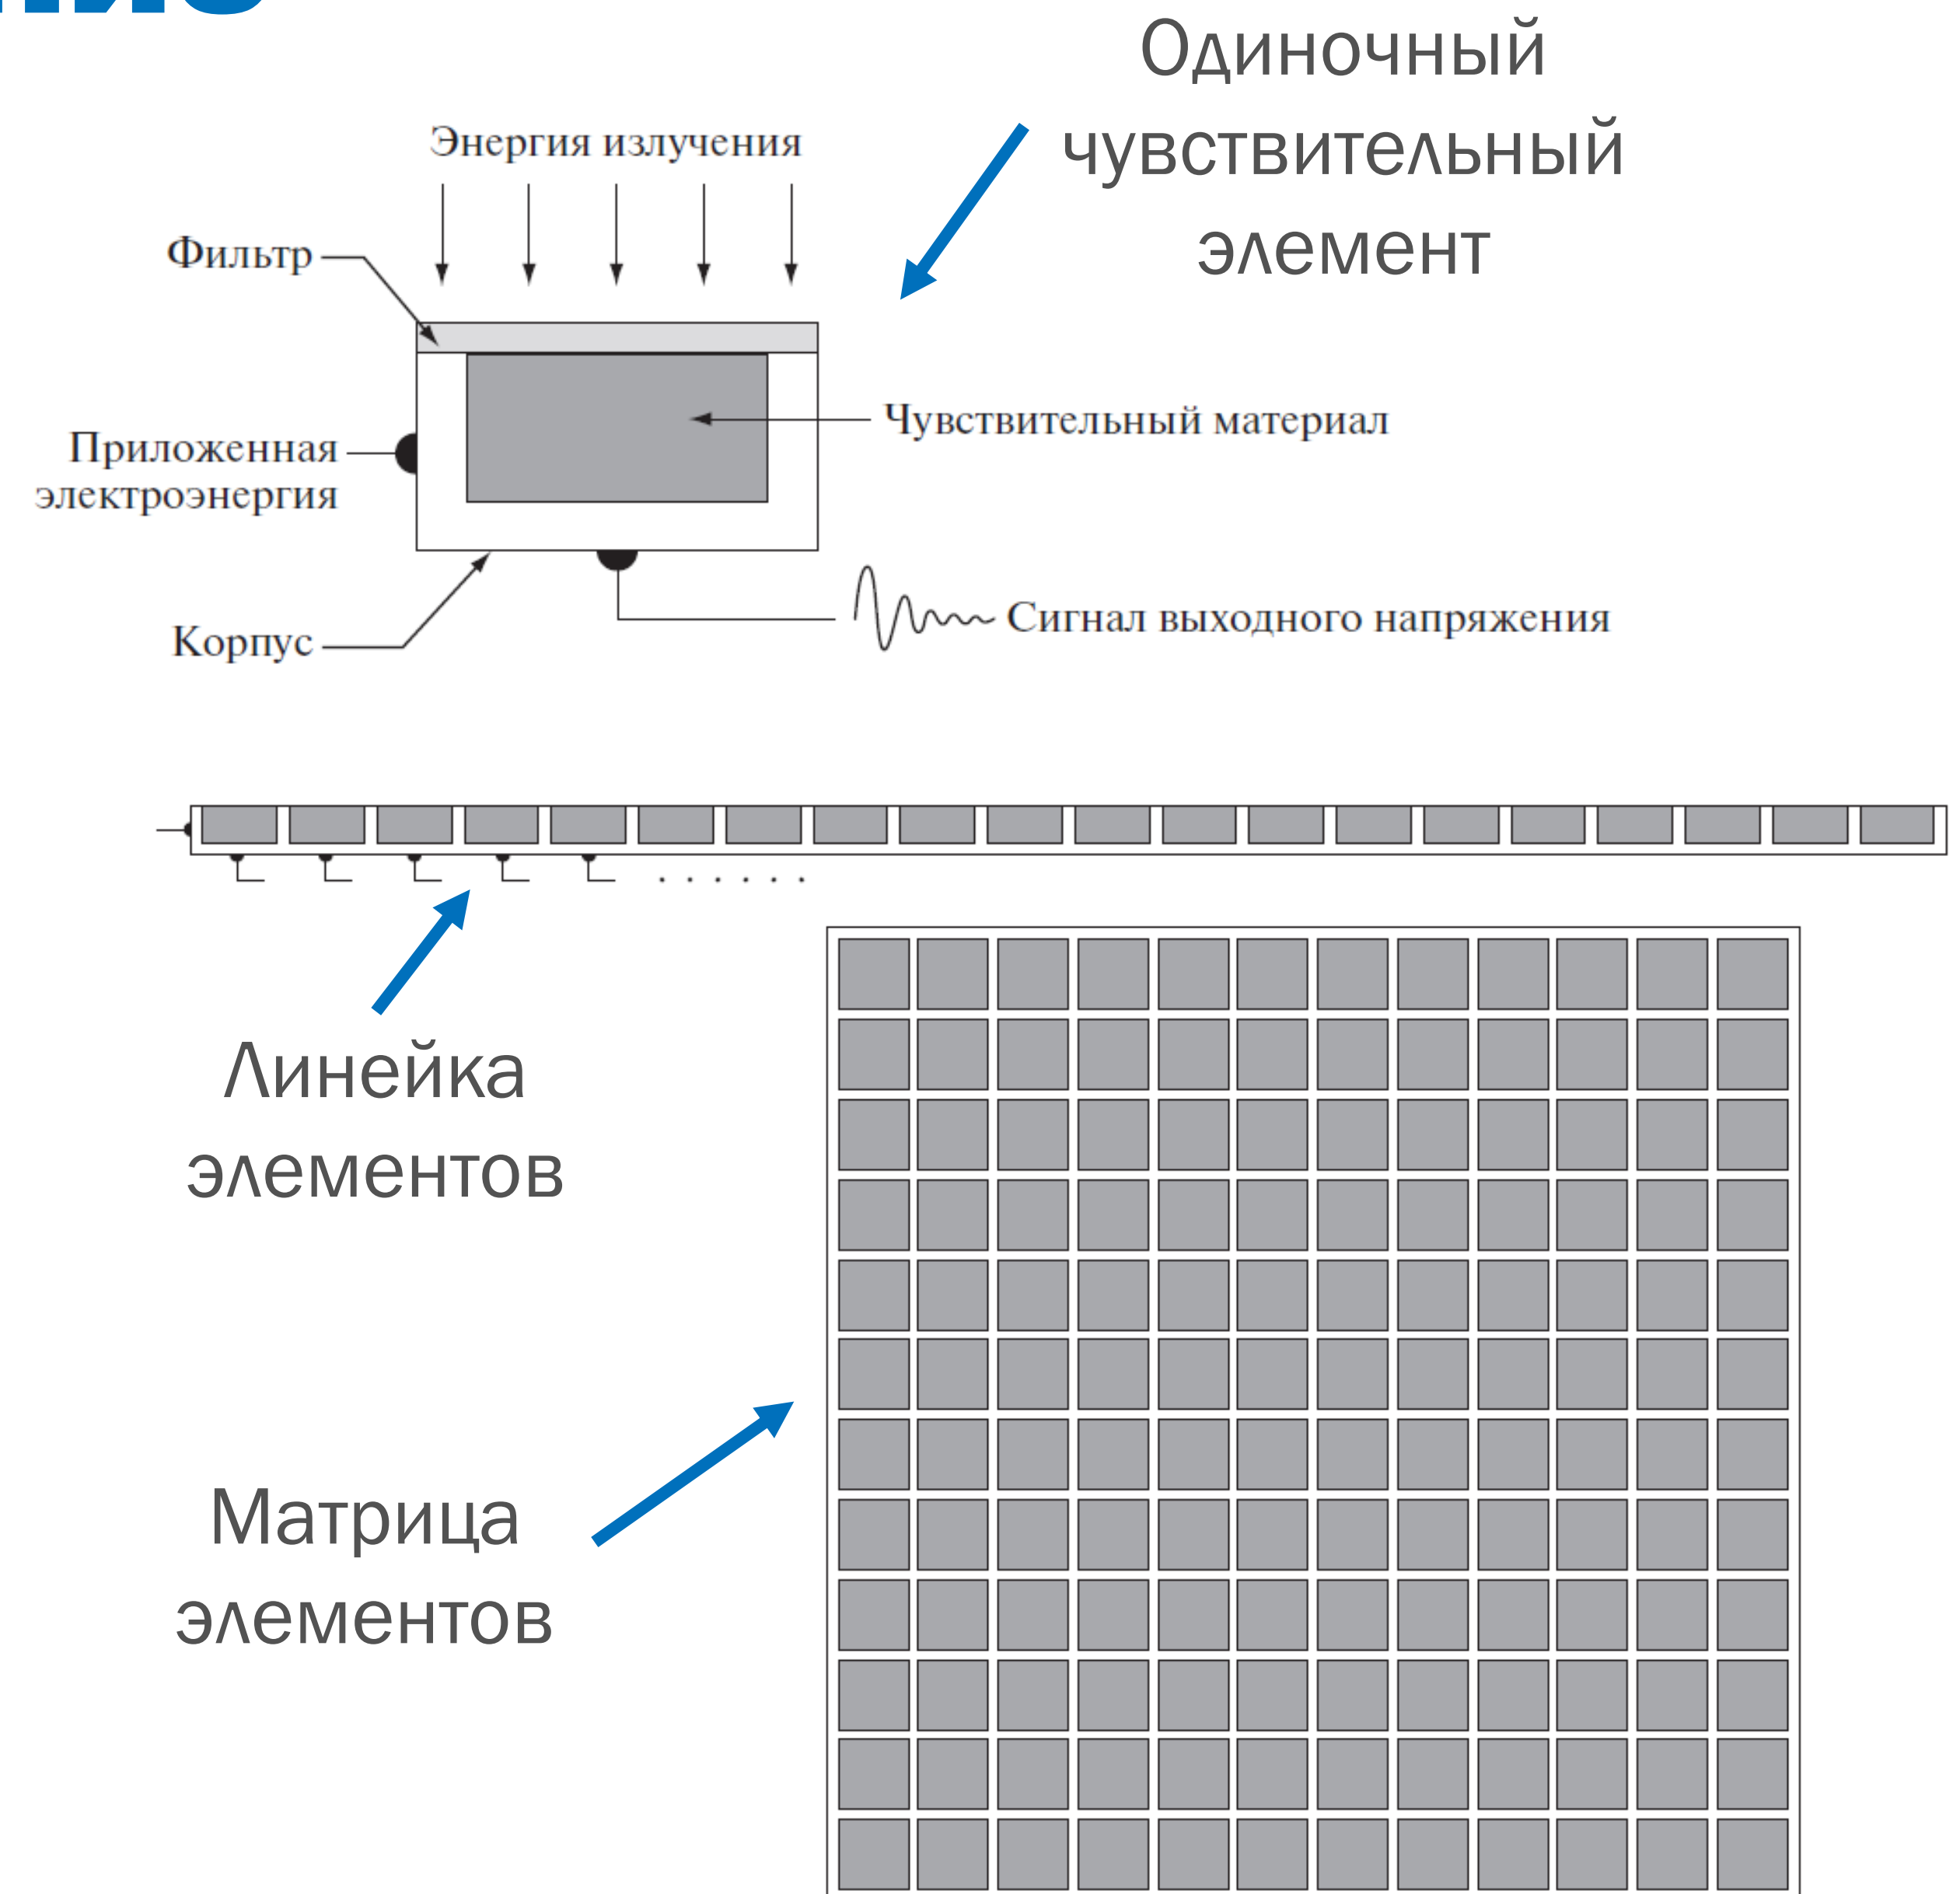 Одиночный
чувствительный
элемент
Энергия излучения
Фильтр
Чувствительный материал
Приложенная
электроэнергия
Сигнал выходного напряжения
Корпус
Линейка
элементов
Матрица
элементов